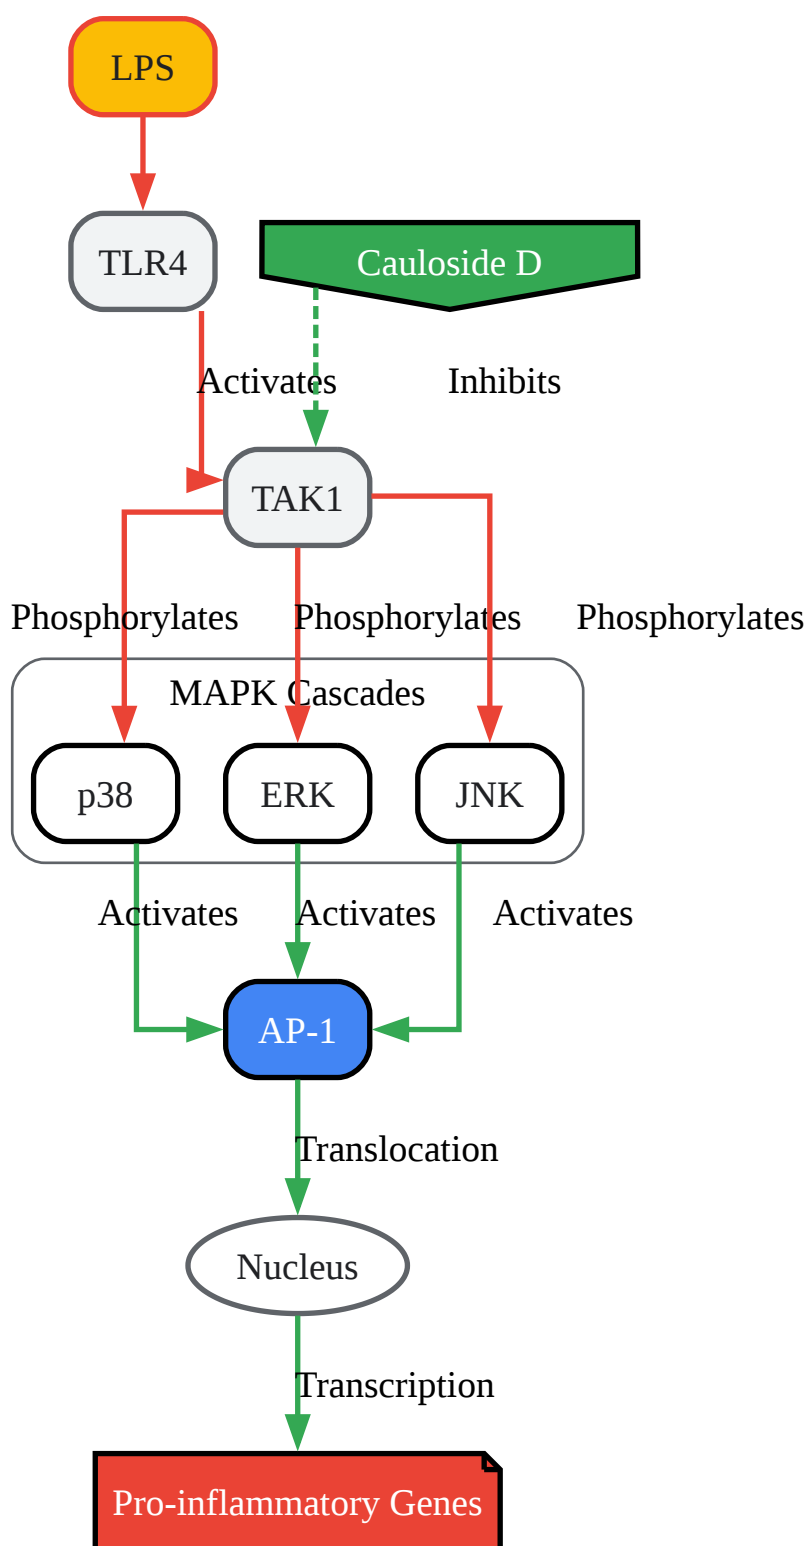 LPS
TLR4
Cauloside D
Activates
Inhibits
TAK1
Phosphorylates
Phosphorylates
Phosphorylates
MAPK Cascades
p38
ERK
JNK
Activates
Activates
Activates
AP-1
Translocation
Nucleus
Transcription
Pro-inflammatory Genes